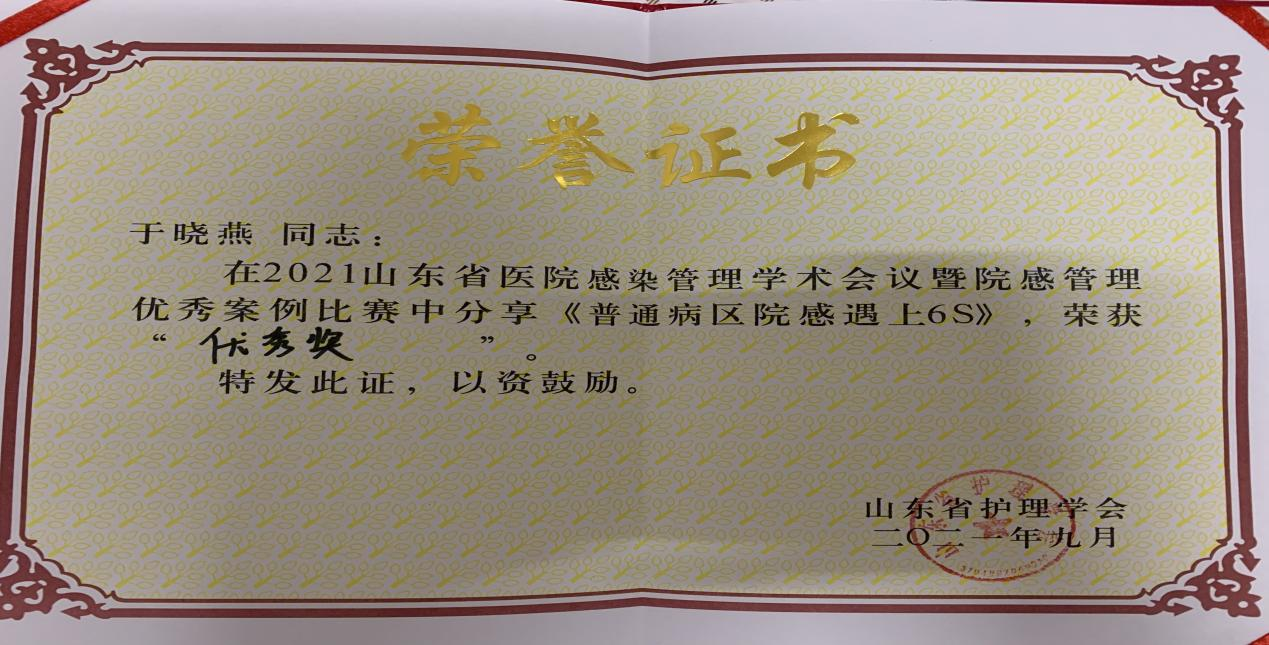 荣誉证书
于晓燕 同志：
在2021山东省医院感染管理学术会议暨院感管理
优秀案例比赛中分享《普通病区院感遇上6S》，荣获
“ 优秀奖 ”。
特发此证，以资鼓励。
山东省护理学会
二〇二一年九月